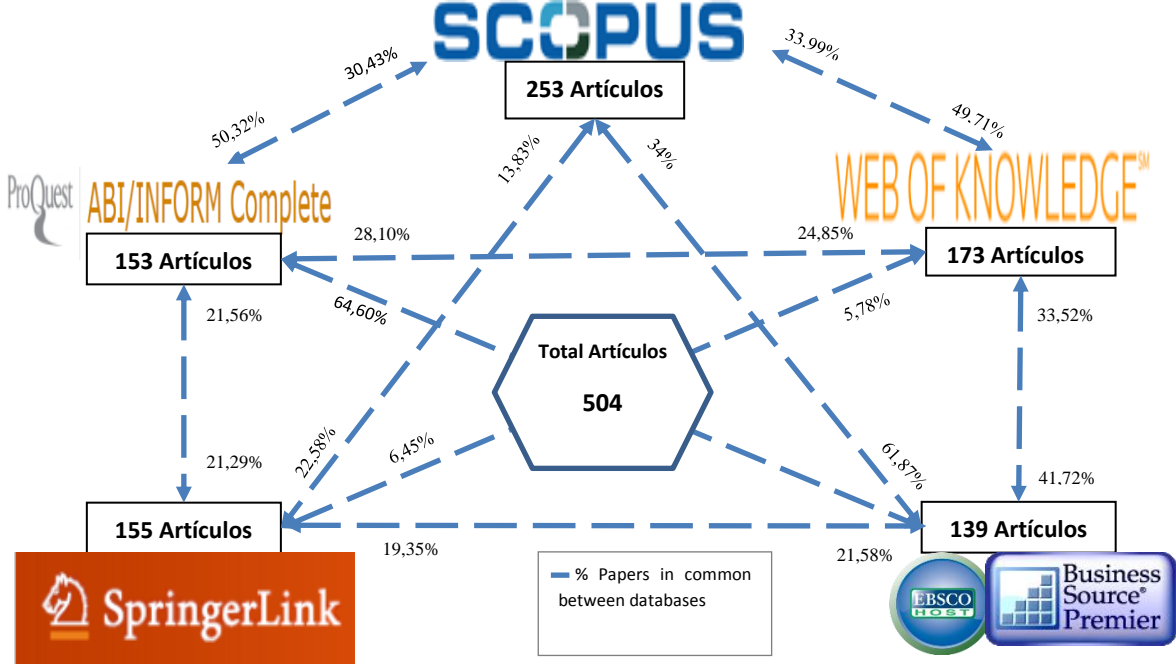 SCOPUS
253 Artículos
30,43%
50,32%
33.99%
49.71%
13,83%
34%
ProQuest ABI/INFORM Complete
153 Artículos
WEB OF KNOWLEDGE℠
173 Artículos
28,10%
24,85%
21,56%
64,60%
5,78%
33,52%
Total Artículos
504
21,29%
22,58%
6,45%
61,87%
41,72%
155 Artículos
139 Artículos
19,35%
21,58%
% Papers in common
between databases
SpringerLink
EBSCO
HOST
Business
Source®
Premier